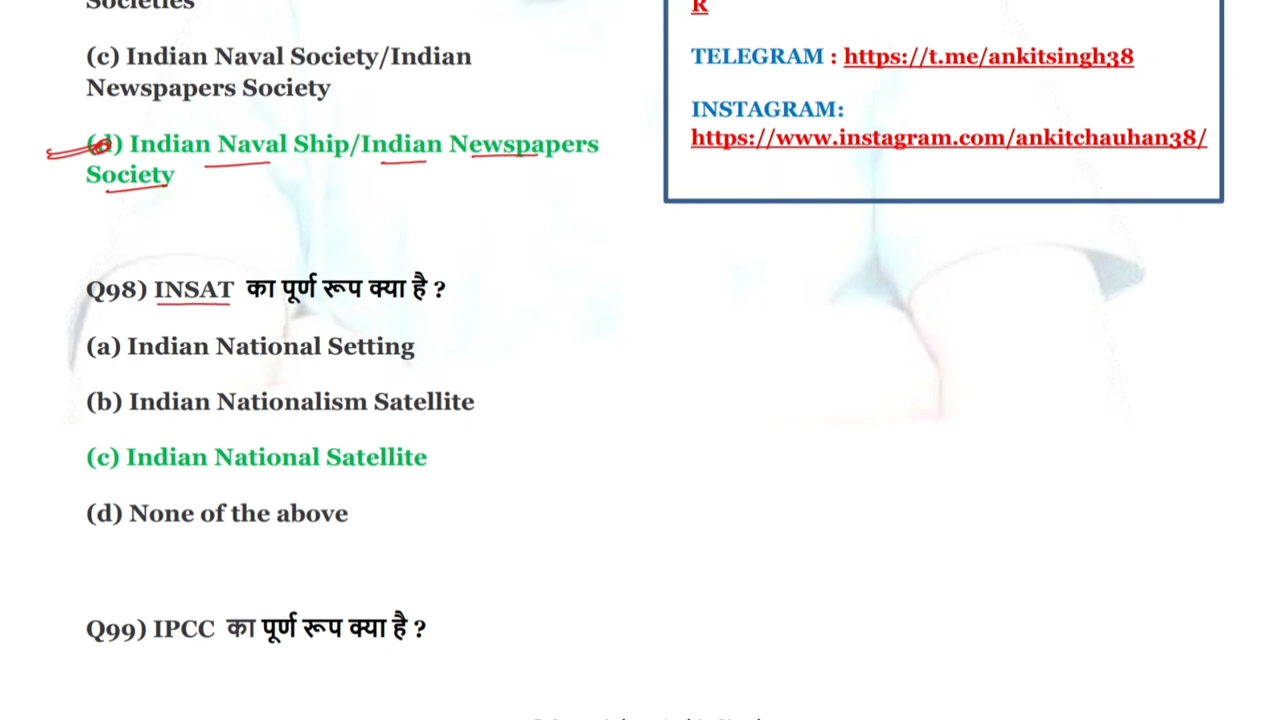 Societies
(c) Indian Naval Society/Indian
Newspapers Society
(d) Indian Naval Ship/Indian Newspapers
Society
Q98) INSAT का पूर्ण रूप क्या है ?
(a) Indian National Setting
(b) Indian Nationalism Satellite
(c) Indian National Satellite
(d) None of the above
Q99) IPCC का पूर्ण रूप क्या है ?
R
TELEGRAM : https://t.me/ankitsingh38
INSTAGRAM:
https://www.instagram.com/ankitchauhan38/